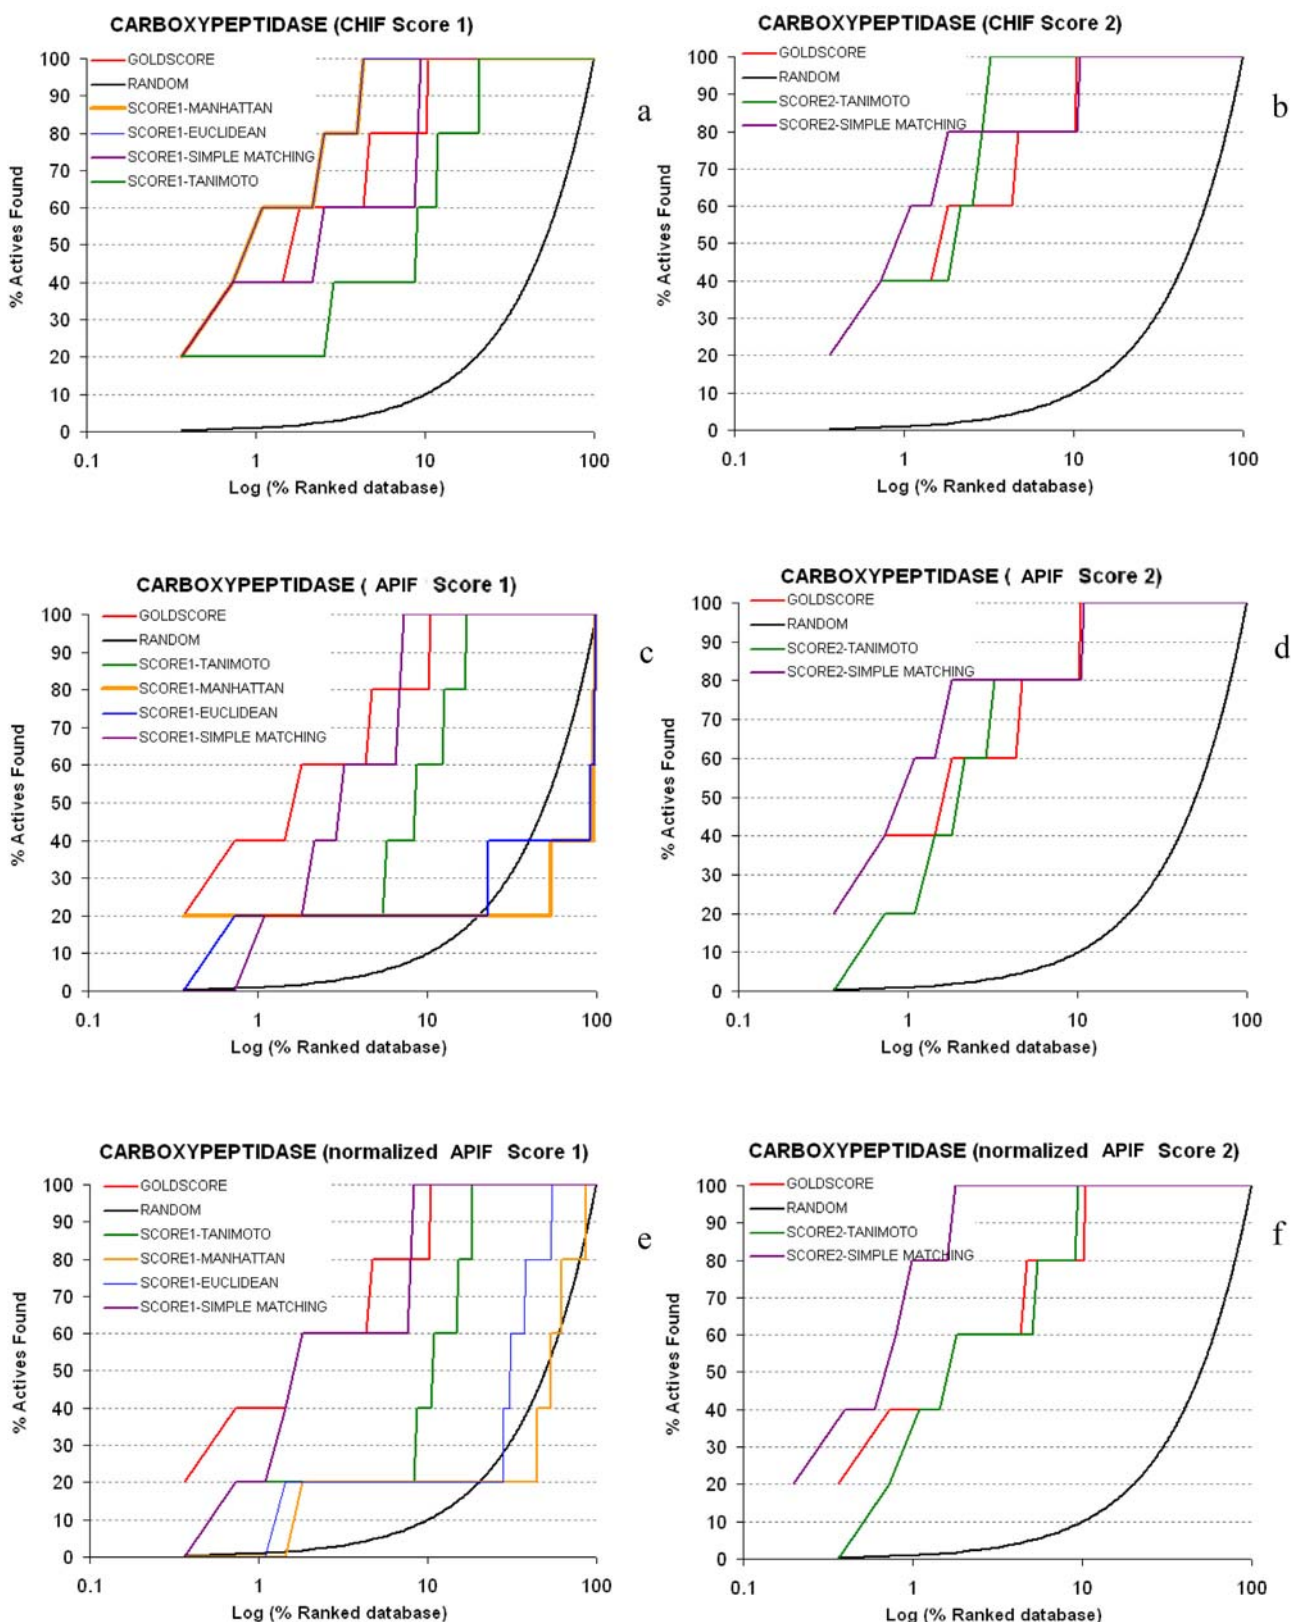 CARBOXYPEPTIDASE (CHIF Score 1)
% Actives Found
100
90
80
70
60
50
40
30
20
10
0
GOLDSCORE
RANDOM
SCORE1-MANHATTAN
SCORE1-EUCLIDEAN
SCORE1-SIMPLE MATCHING
SCORE1-TANIMOTO
0.1 1 10 100
Log (% Ranked database)
a
CARBOXYPEPTIDASE (CHIF Score 2)
% Actives Found
100
90
80
70
60
50
40
30
20
10
0
GOLDSCORE
RANDOM
SCORE2-TANIMOTO
SCORE2-SIMPLE MATCHING
0.1 1 10 100
Log (% Ranked database)
b
CARBOXYPEPTIDASE ( APIF Score 1)
% Actives Found
100
90
80
70
60
50
40
30
20
10
0
GOLDSCORE
RANDOM
SCORE1-TANIMOTO
SCORE1-MANHATTAN
SCORE1-EUCLIDEAN
SCORE1-SIMPLE MATCHING
0.1 1 10 100
Log (% Ranked database)
c
CARBOXYPEPTIDASE ( APIF Score 2)
% Actives Found
100
90
80
70
60
50
40
30
20
10
0
GOLDSCORE
RANDOM
SCORE2-TANIMOTO
SCORE2-SIMPLE MATCHING
0.1 1 10 100
Log (% Ranked database)
d
CARBOXYPEPTIDASE (normalized APIF Score 1)
% Actives Found
100
90
80
70
60
50
40
30
20
10
0
GOLDSCORE
RANDOM
SCORE1-TANIMOTO
SCORE1-MANHATTAN
SCORE1-EUCLIDEAN
SCORE1-SIMPLE MATCHING
0.1 1 10 100
Log (% Ranked database)
e
CARBOXYPEPTIDASE (normalized APIF Score 2)
% Actives Found
100
90
80
70
60
50
40
30
20
10
0
GOLDSCORE
RANDOM
SCORE2-TANIMOTO
SCORE2-SIMPLE MATCHING
0.1 1 10 100
Log (% Ranked database)
f